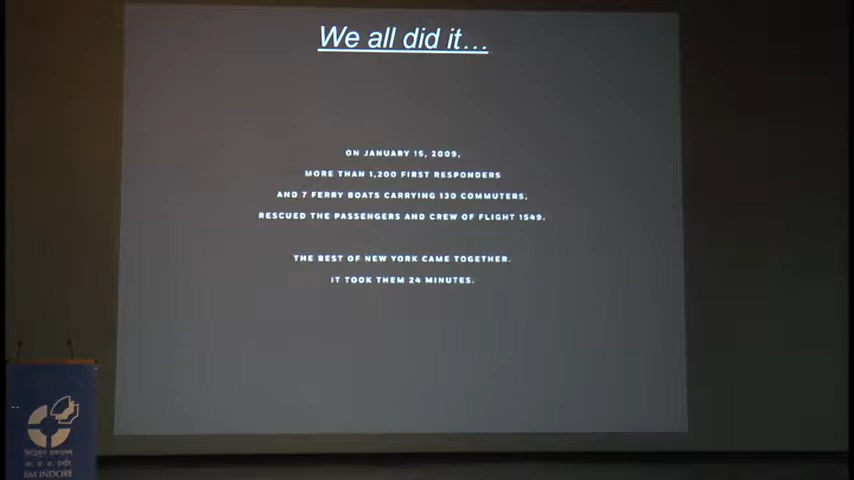 We all did it...
ON JANUARY 15, 2009,
MORE THAN 1,200 FIRST RESPONDERS
AND 7 FERRY BOATS CARRYING 130 COMMUTERS,
RESCUED THE PASSENGERS AND CREW OF FLIGHT 1549.
THE BEST OF NEW YORK CAME TOGETHER.
IT TOOK THEM 24 MINUTES.
IIM INDORE